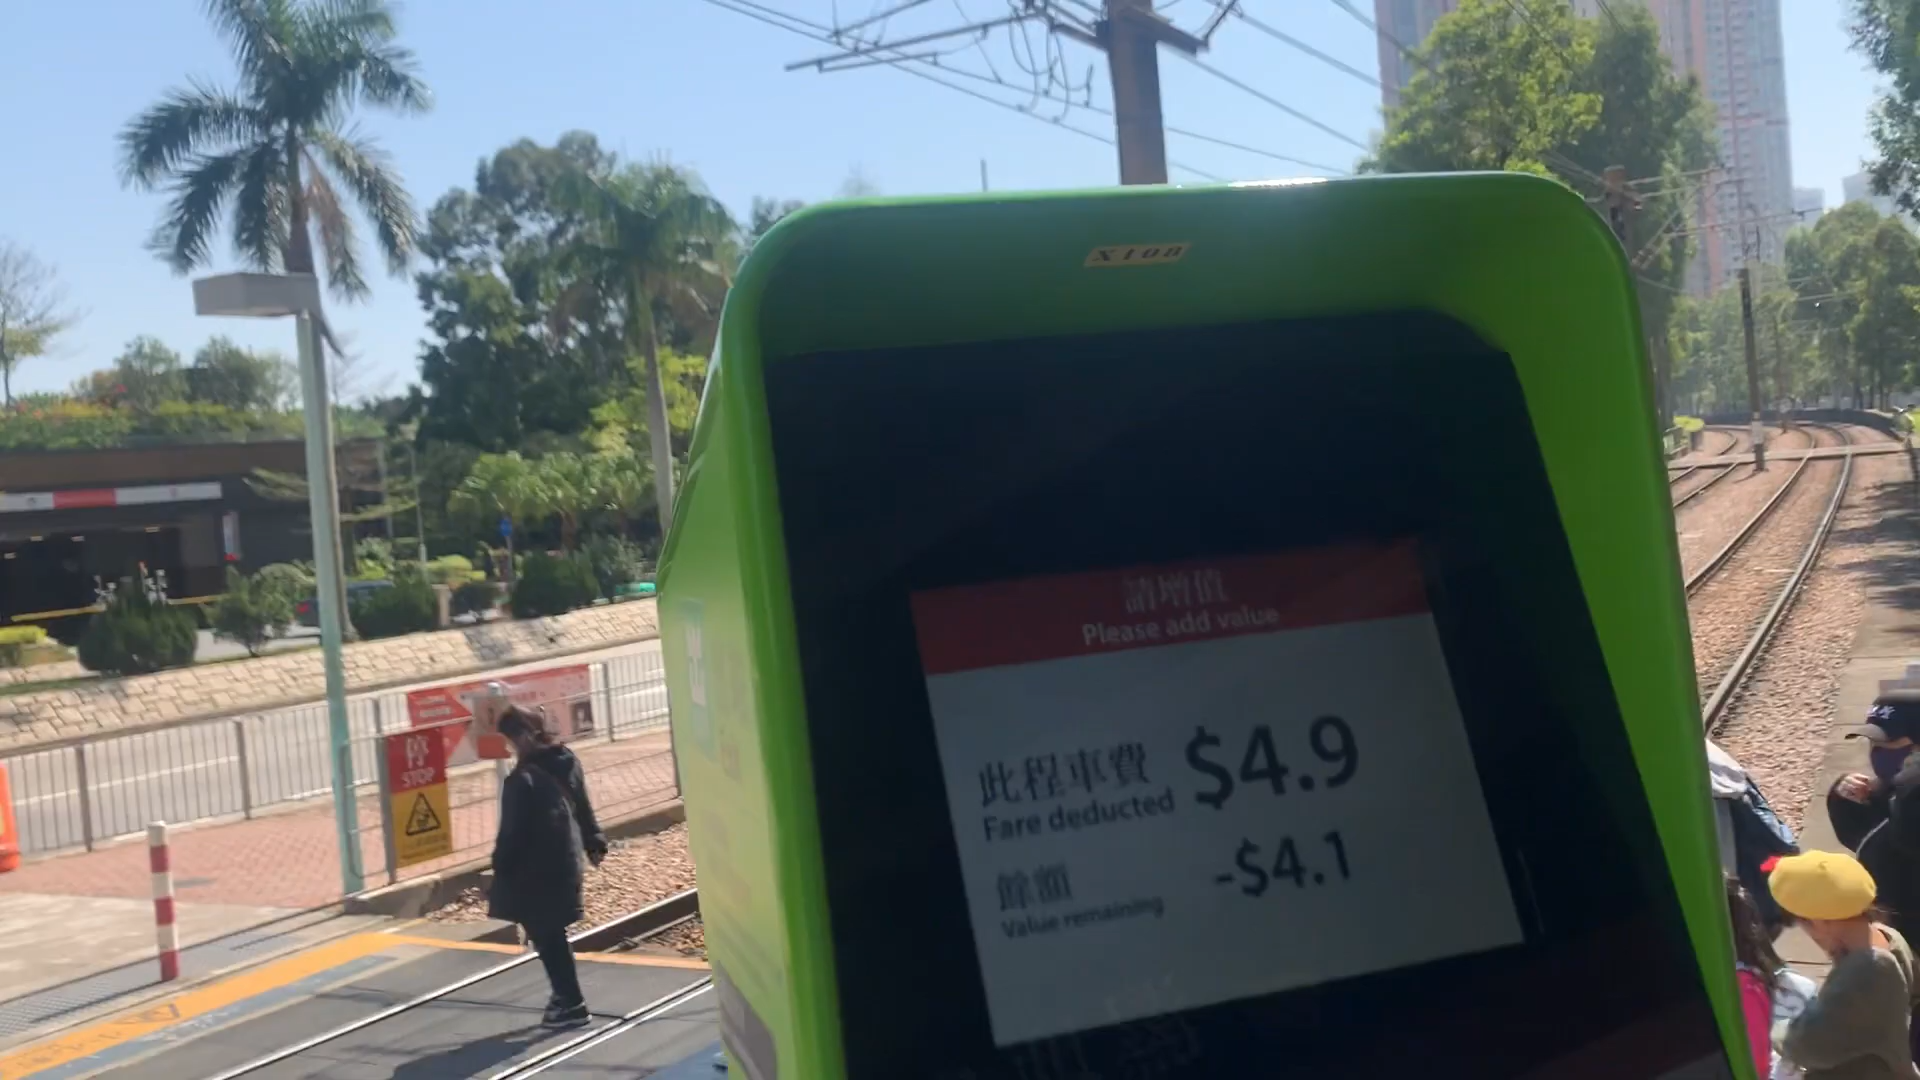 X108
請增值
Please add value
此程車費 $4.9
Fare deducted
餘額 -$4.1
Value remaining
停
STOP